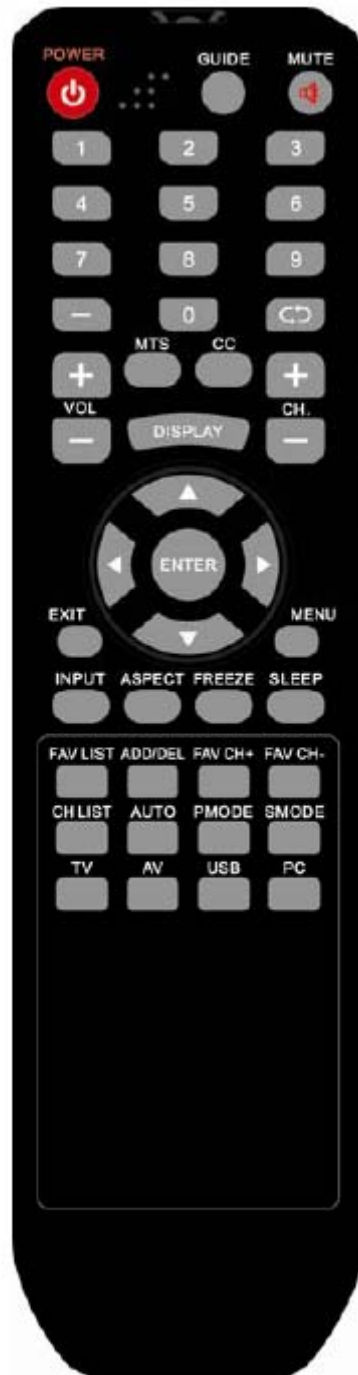 POWER GUIDE MUTE
1 2 3
4 5 6
7 8 9
– 0
MTS CC
+ +
VOL CH.
– DISPLAY –
ENTER
EXIT MENU
INPUT ASPECT FREEZE SLEEP
FAV LIST ADD/DEL FAV CH+ FAV CH-
CH LIST AUTO PMODE SMODE
TV AV USB PC